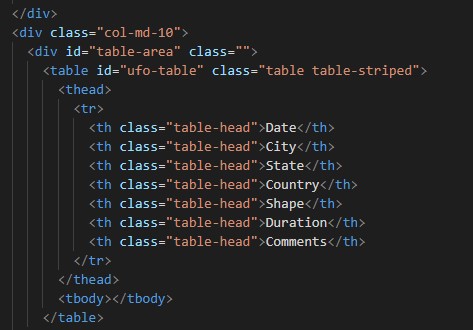 </div>
<div class="col-md-10">
<div id="table-area" class="">
<table id="ufo-table" class="table table-striped">
<thead>
<tr>
<th class="table-head">Date</th>
<th class="table-head">City</th>
<th class="table-head">State</th>
<th class="table-head">Country</th>
<th class="table-head">Shape</th>
<th class="table-head">Duration</th>
<th class="table-head">Comments</th>
</tr>
</thead>
<tbody></tbody>
</table>